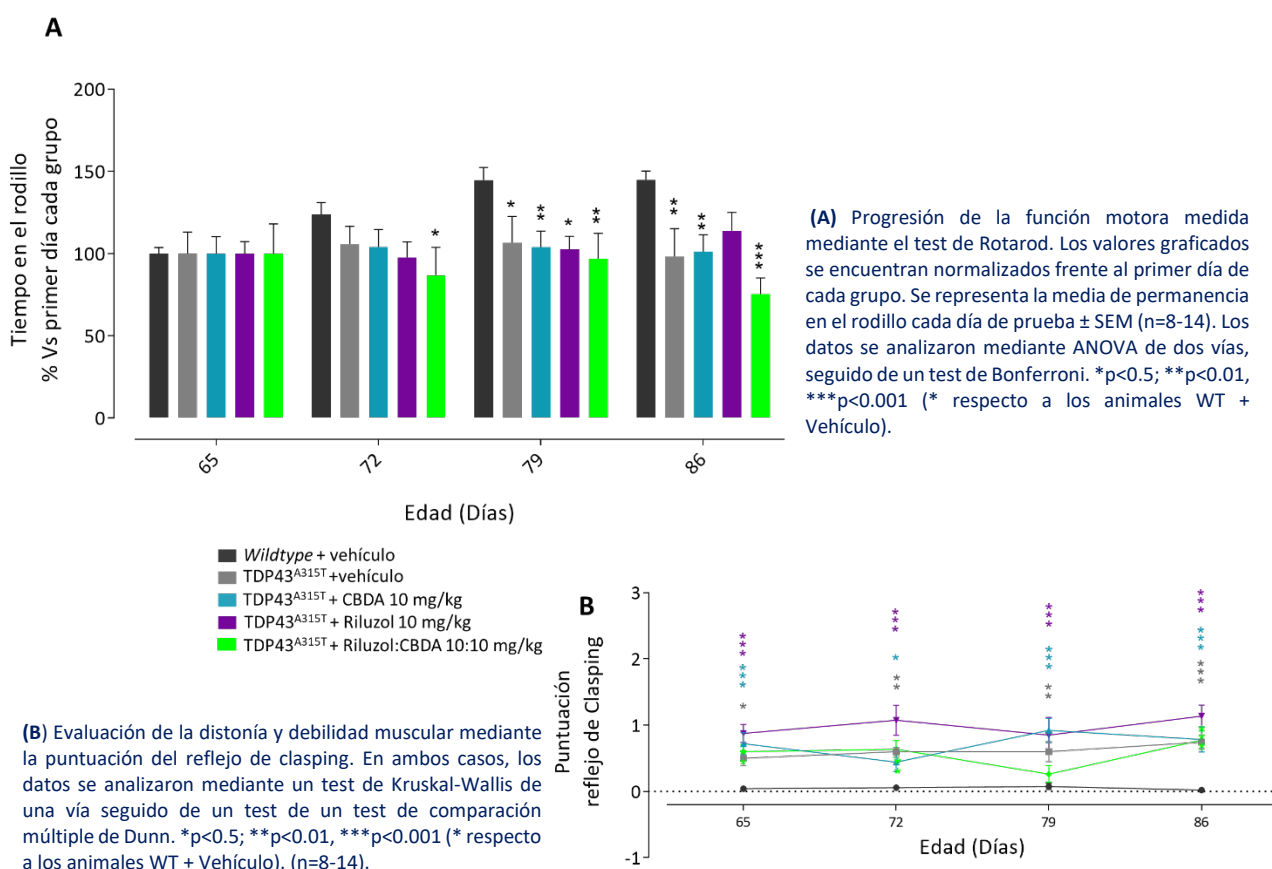 A
Tiempo en el rodillo
% Vs primer día cada grupo
200
150
100
50
0
*
*
**
*
**
**
**
***
65
72
79
86
Edad (Días)
(A) Progresión de la función motora medida
mediante el test de Rotarod. Los valores graficados
se encuentran normalizados frente al primer día de
cada grupo. Se representa la media de permanencia
en el rodillo cada día de prueba ± SEM (n=8-14). Los
datos se analizaron mediante ANOVA de dos vías,
seguido de un test de Bonferroni. *p<0.5; **p<0.01,
***p<0.001 (* respecto a los animales WT +
Vehículo).
Wildtype + vehículo
TDP43A315T +vehículo
TDP43A315T + CBDA 10 mg/kg
TDP43A315T + Riluzol 10 mg/kg
TDP43A315T + Riluzol:CBDA 10:10 mg/kg
(B) Evaluación de la distonía y debilidad muscular mediante
la puntuación del reflejo de clasping. En ambos casos, los
datos se analizaron mediante un test de Kruskal-Wallis de
una vía seguido de un test de un test de comparación
múltiple de Dunn. *p<0.5; **p<0.01, ***p<0.001 (* respecto
a los animales WT + Vehículo). (n=8-14).
B
Puntuación
reflejo de Clasping
3
2
1
0
-1
***
***
*
***
*
**
***
***
**
***
***
***
65
72
79
86
Edad (Días)